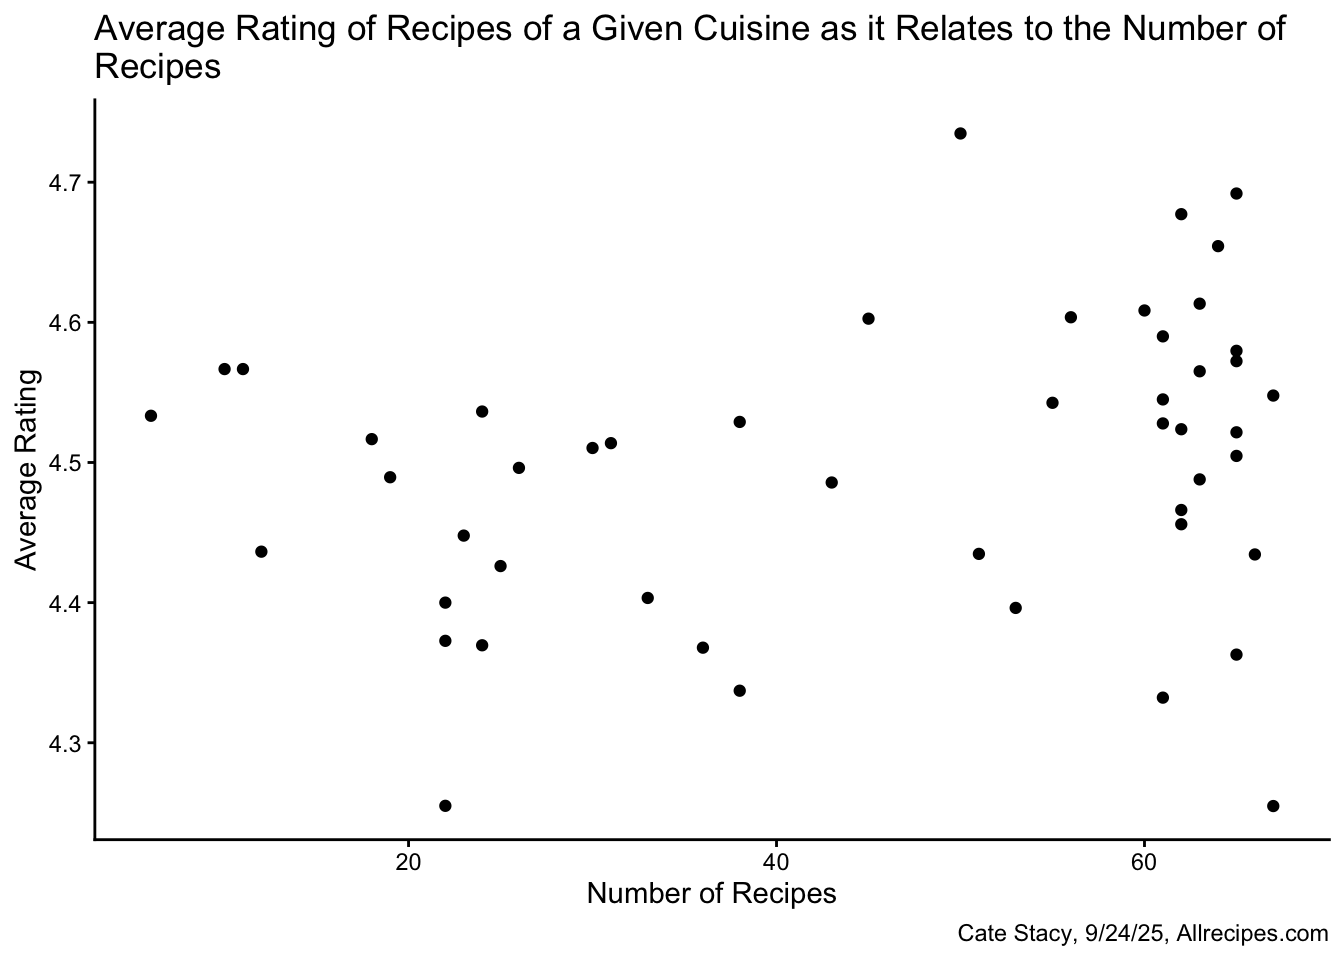 Average Rating of Recipes of a Given Cuisine as it Relates to the Number of
Recipes
4.7
4.6
4.5
4.4
4.3
Average Rating
20 40 60
Number of Recipes
Cate Stacy, 9/24/25, Allrecipes.com